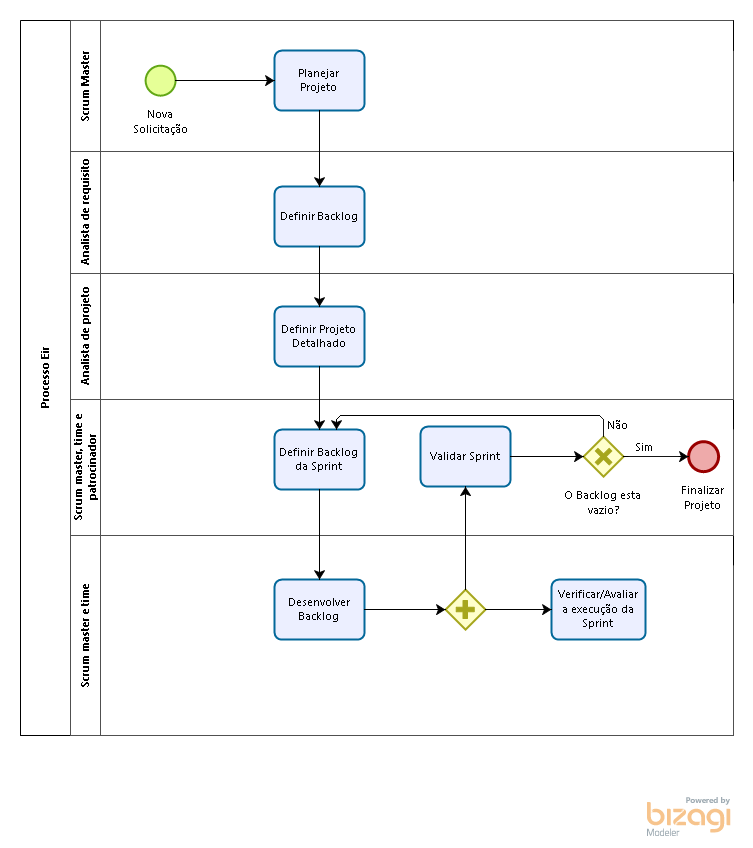 Processo Eir
Scrum Master
Nova
Solicitação
Planejar
Projeto
Analista de requisito
Definir Backlog
Analista de projeto
Definir Projeto
Detalhado
Scrum master, time e
patrocinador
Definir Backlog
da Sprint
Validar Sprint
Não
Sim
O Backlog esta
vazio?
Finalizar
Projeto
Scrum master e time
Desenvolver
Backlog
Verificar/Avaliar
a execução da
Sprint
Powered by
bizagi
Modeler